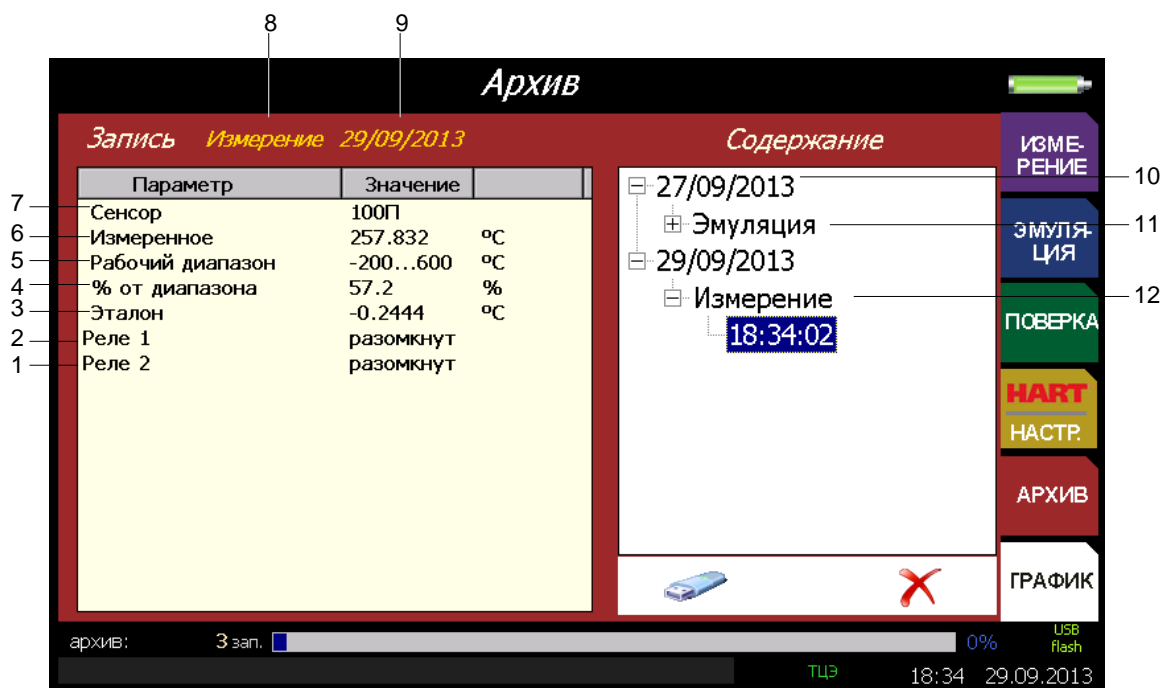 8 9
Архив
Запись Измерение 29/09/2013
Параметр Значение
7 Сенсор 100П
6 Измеренное 257.832 ºC
5 Рабочий диапазон -200...600 ºC
4 % от диапазона 57.2 %
3 Эталон -0.2444 ºC
2 Реле 1 разомкнут
1 Реле 2 разомкнут
Содержание
27/09/2013 10
Эмуляция 11
29/09/2013
Измерение 12
18:34:02
ИЗМЕ-
РЕНИЕ
ЭМУЛЯ-
ЦИЯ
ПОВЕРКА
HART
НАСТР.
АРХИВ
ГРАФИК
архив: 3 зап. 0% USB
flash
ТЦЭ 18:34 29.09.2013